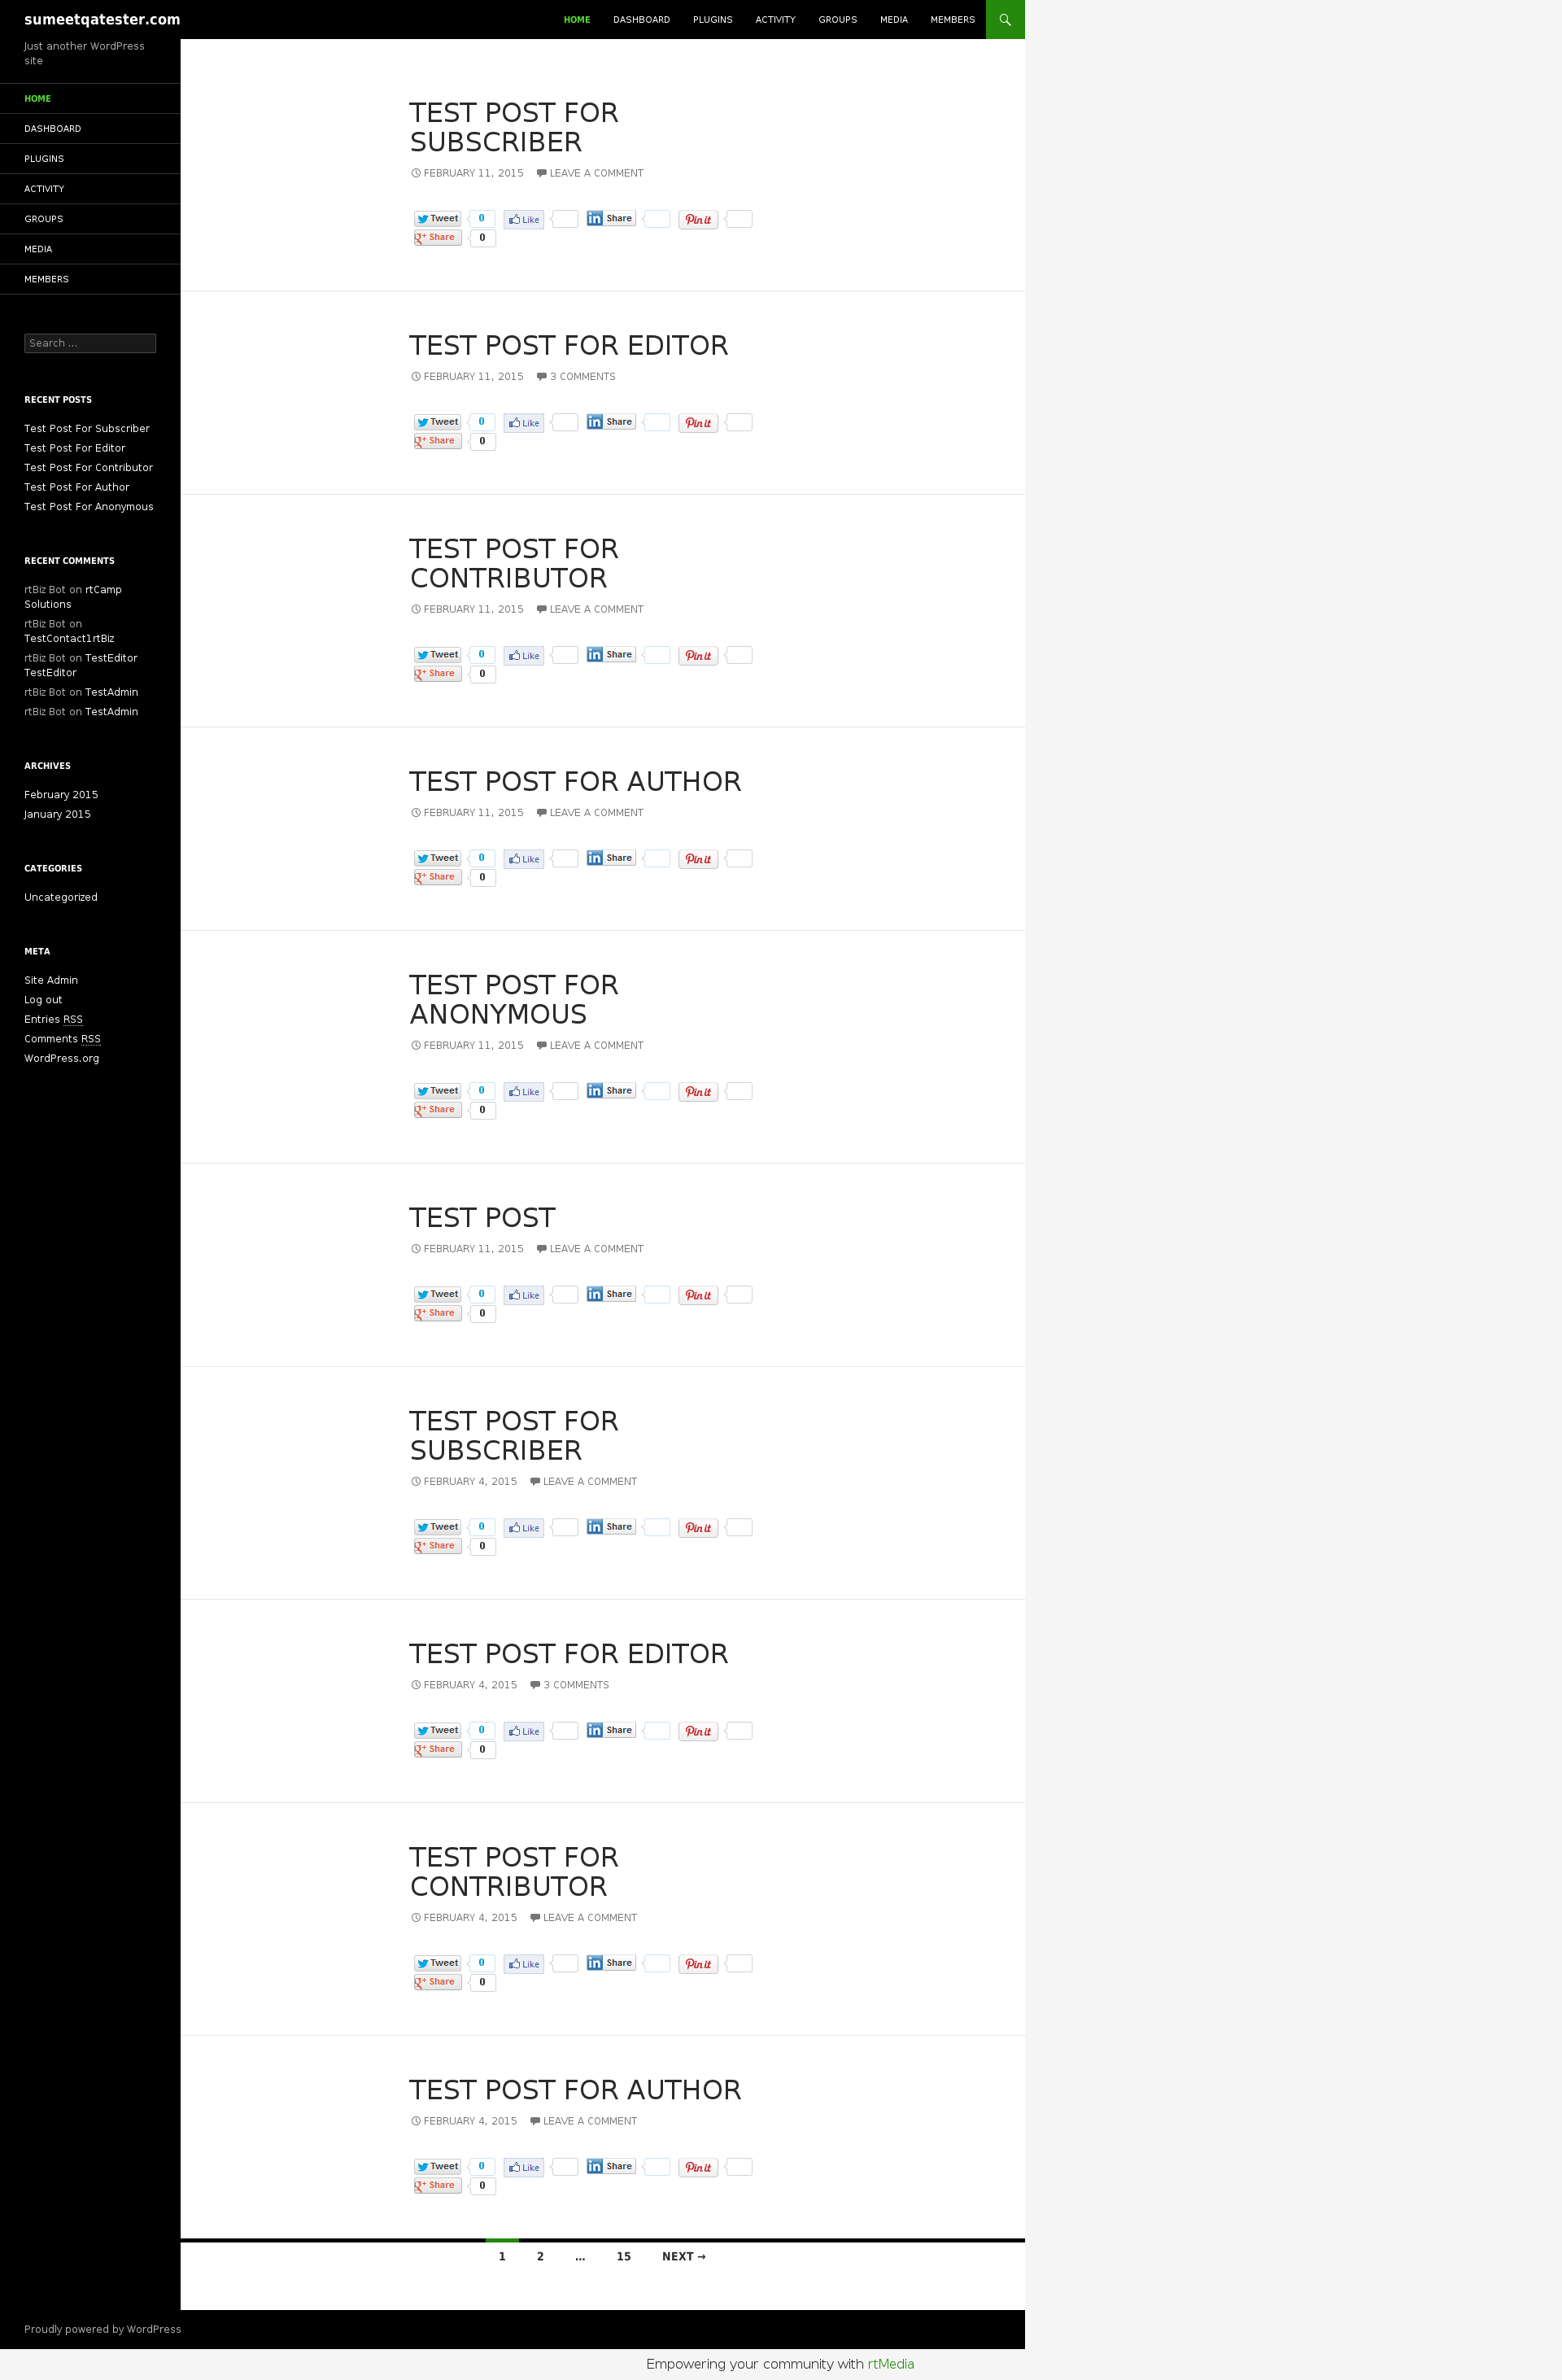 sumeetqatester.com
HOME DASHBOARD PLUGINS ACTIVITY GROUPS MEDIA MEMBERS
Just another WordPress
site
HOME
DASHBOARD
PLUGINS
ACTIVITY
GROUPS
MEDIA
MEMBERS
Search ...
RECENT POSTS
Test Post For Subscriber
Test Post For Editor
Test Post For Contributor
Test Post For Author
Test Post For Anonymous
RECENT COMMENTS
rtBiz Bot on rtCamp
Solutions
rtBiz Bot on
TestContact1rtBiz
rtBiz Bot on TestEditor
TestEditor
rtBiz Bot on TestAdmin
rtBiz Bot on TestAdmin
ARCHIVES
February 2015
January 2015
CATEGORIES
Uncategorized
META
Site Admin
Log out
Entries RSS
Comments RSS
WordPress.org
TEST POST FOR
SUBSCRIBER
FEBRUARY 11, 2015 LEAVE A COMMENT
Tweet 0 Like Share Pin it
g+ Share 0
TEST POST FOR EDITOR
FEBRUARY 11, 2015 3 COMMENTS
Tweet 0 Like Share Pin it
g+ Share 0
TEST POST FOR
CONTRIBUTOR
FEBRUARY 11, 2015 LEAVE A COMMENT
Tweet 0 Like Share Pin it
g+ Share 0
TEST POST FOR AUTHOR
FEBRUARY 11, 2015 LEAVE A COMMENT
Tweet 0 Like Share Pin it
g+ Share 0
TEST POST FOR
ANONYMOUS
FEBRUARY 11, 2015 LEAVE A COMMENT
Tweet 0 Like Share Pin it
g+ Share 0
TEST POST
FEBRUARY 11, 2015 LEAVE A COMMENT
Tweet 0 Like Share Pin it
g+ Share 0
TEST POST FOR
SUBSCRIBER
FEBRUARY 4, 2015 LEAVE A COMMENT
Tweet 0 Like Share Pin it
g+ Share 0
TEST POST FOR EDITOR
FEBRUARY 4, 2015 3 COMMENTS
Tweet 0 Like Share Pin it
g+ Share 0
TEST POST FOR
CONTRIBUTOR
FEBRUARY 4, 2015 LEAVE A COMMENT
Tweet 0 Like Share Pin it
g+ Share 0
TEST POST FOR AUTHOR
FEBRUARY 4, 2015 LEAVE A COMMENT
Tweet 0 Like Share Pin it
g+ Share 0
1 2 … 15 NEXT →
Proudly powered by WordPress
Empowering your community with rtMedia